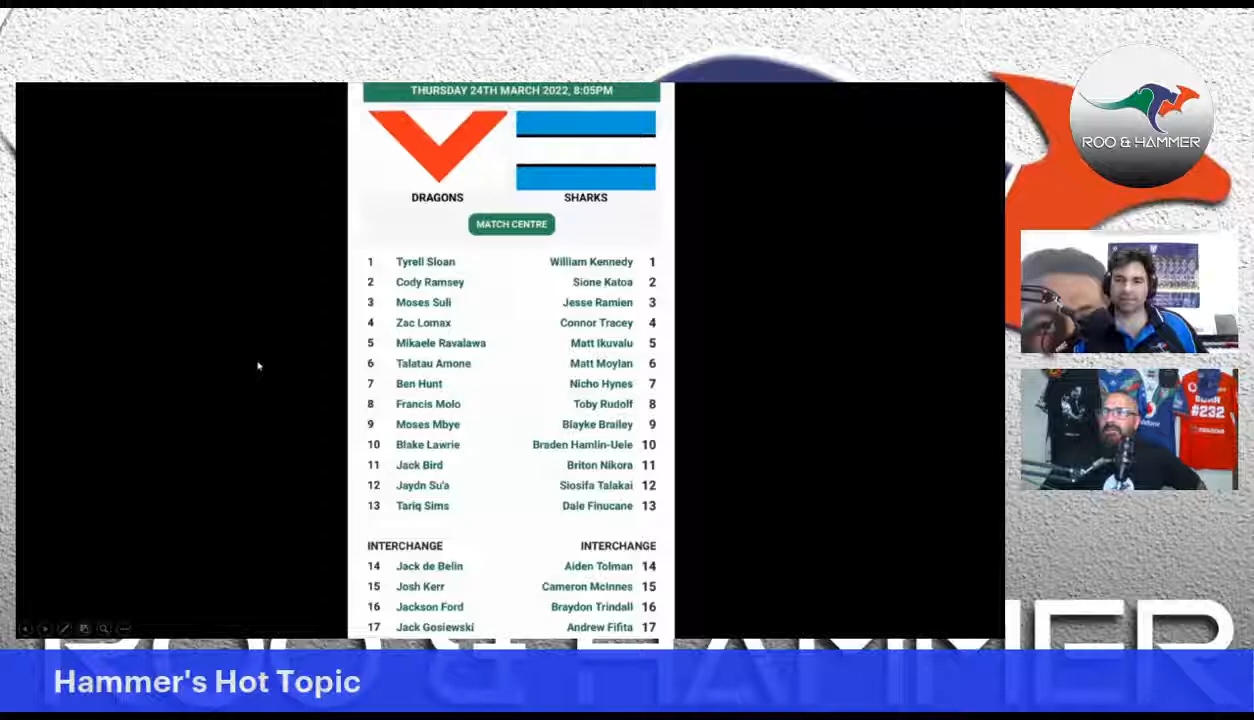 THURSDAY 24TH MARCH 2022, 8:05PM
ROO & HAMMER
DRAGONS SHARKS
MATCH CENTRE
1 Tyrell Sloan William Kennedy 1
2 Cody Ramsey Sione Katoa 2
3 Moses Suli Jesse Ramien 3
4 Zac Lomax Connor Tracey 4
5 Mikaele Ravalawa Matt Ikuvalu 5
6 Talatau Amone Matt Moylan 6
7 Ben Hunt Nicho Hynes 7
8 Francis Molo Toby Rudolf 8
9 Moses Mbye Blayke Brailey 9
10 Blake Lawrie Braden Hamlin-Uele 10
11 Jack Bird Briton Nikora 11
12 Jaydn Su'a Siosifa Talakai 12
13 Tariq Sims Dale Finucane 13
INTERCHANGE INTERCHANGE
14 Jack de Belin Aiden Tolman 14
15 Josh Kerr Cameron McInnes 15
16 Jackson Ford Braydon Trindall 16
17 Jack Gosiewski Andrew Fifita 17
#232
ROO & HAMMER
Hammer's Hot Topic